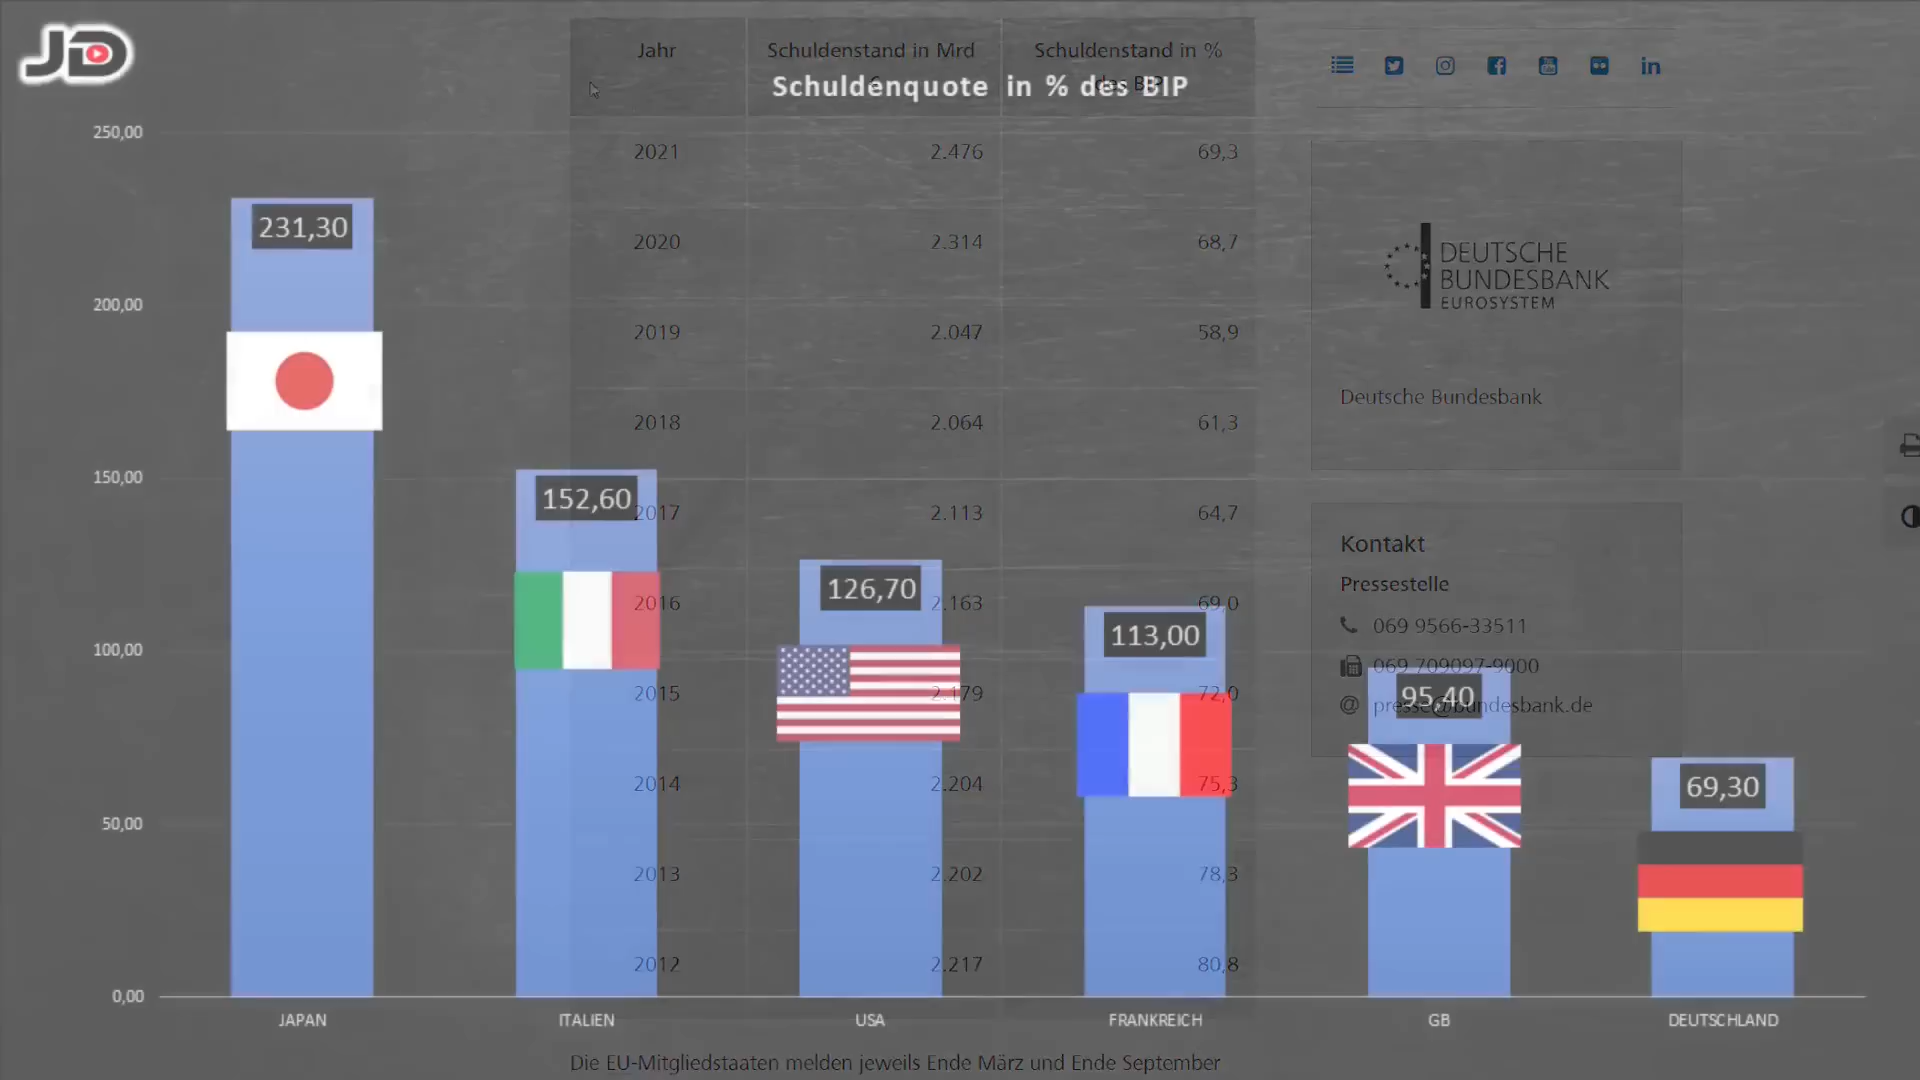 JD
Jahr Schuldenstand in Mrd Schuldenstand in %
Schuldenquote in % des BIP
250,00
2021 2.476 69,3
231,30
2020 2.314 68,7
DEUTSCHE
BUNDESBANK
EUROSYSTEM
200,00
2019 2.047 58,9
Deutsche Bundesbank
2018 2.064 61,3
150,00
152,60
2017 2.113 64,7
Kontakt
Pressestelle
126,70
2016 2.163 69,0
069 9566-33511
113,00
100,00
069 709097-9000
95,40
presse@bundesbank.de
2015 2.179 72,0
2014 2.204 75,3
69,30
50,00
2013 2.202 78,3
2012 2.217 80,8
0,00
JAPAN ITALIEN USA FRANKREICH GB DEUTSCHLAND
Die EU-Mitgliedstaaten melden jeweils Ende März und Ende September